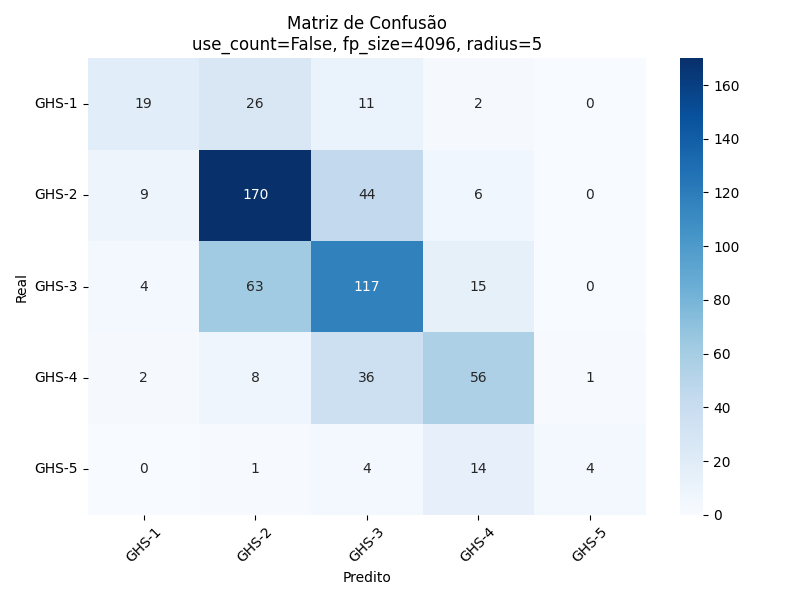 Matriz de Confusão
use_count=False, fp_size=4096, radius=5
GHS-1 19 26 11 2 0
GHS-2 9 170 44 6 0
GHS-3 4 63 117 15 0
GHS-4 2 8 36 56 1
GHS-5 0 1 4 14 4
GHS-1 GHS-2 GHS-3 GHS-4 GHS-5
Predito
Real
160
140
120
100
80
60
40
20
0